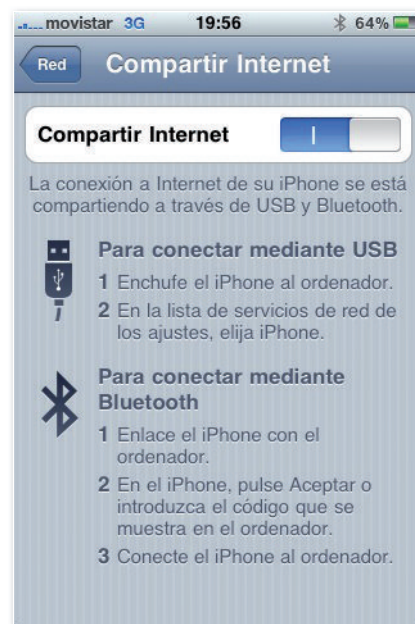 movistar 3G 19:56 64%
Red Compartir Internet
Compartir Internet
La conexión a Internet de su iPhone se está
compartiendo a través de USB y Bluetooth.
Para conectar mediante USB
1 Enchufe el iPhone al ordenador.
2 En la lista de servicios de red de
los ajustes, elija iPhone.
Para conectar mediante
Bluetooth
1 Enlace el iPhone con el
ordenador.
2 En el iPhone, pulse Aceptar o
introduzca el código que se
muestra en el ordenador.
3 Conecte el iPhone al ordenador.